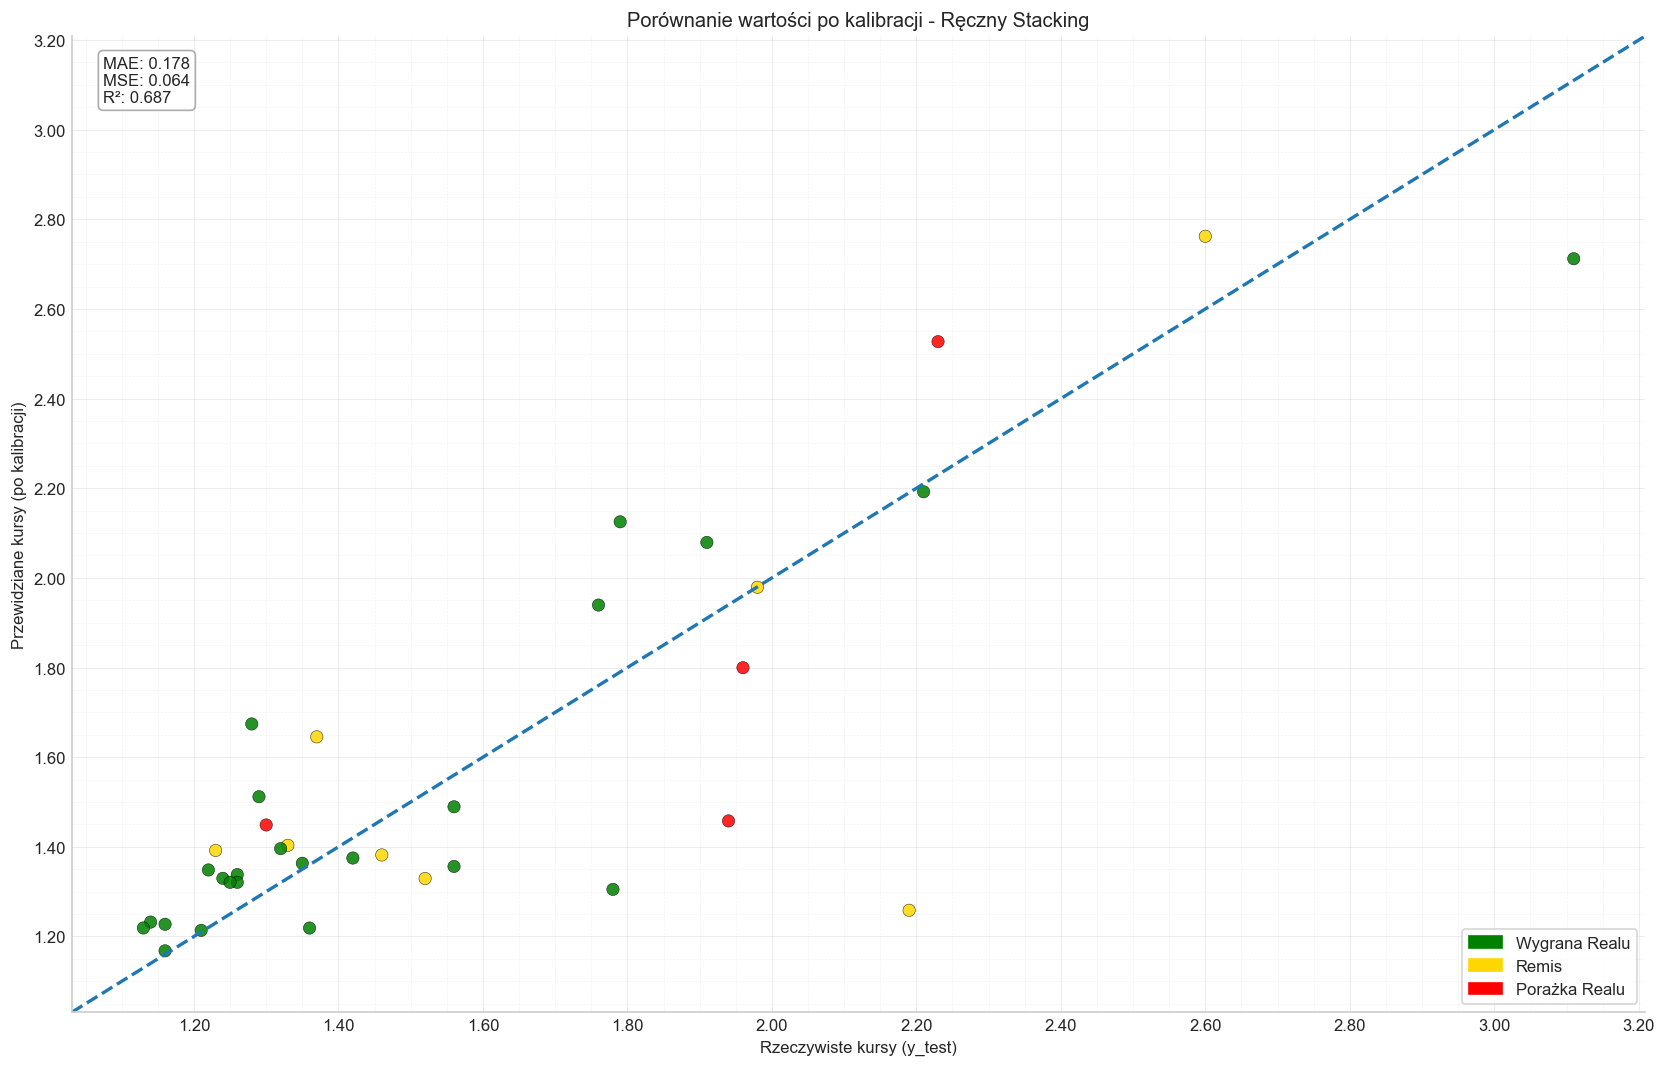 Porównanie wartości po kalibracji - Ręczny Stacking
MAE: 0.178
MSE: 0.064
R²: 0.687
Przewidziane kursy (po kalibracji)
3.20
3.00
2.80
2.60
2.40
2.20
2.00
1.80
1.60
1.40
1.20
Wygrana Realu
Remis
Porażka Realu
1.20 1.40 1.60 1.80 2.00 2.20 2.40 2.60 2.80 3.00 3.20
Rzeczywiste kursy (y_test)